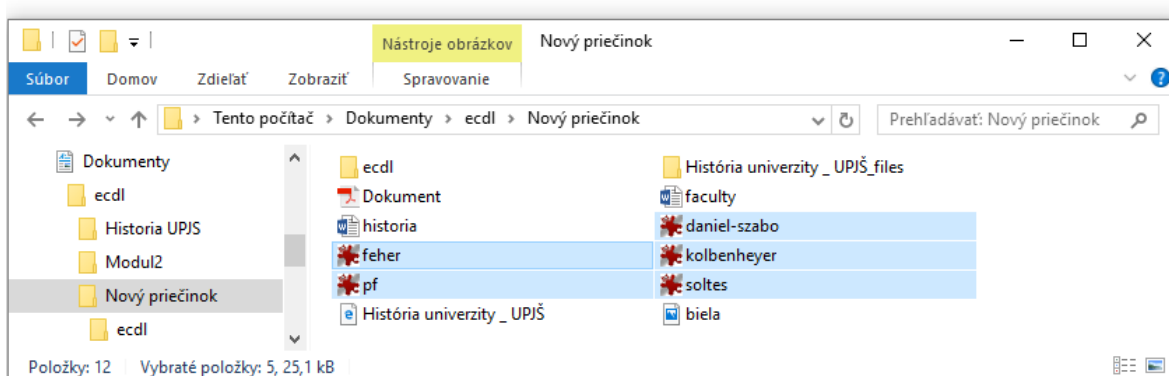 Nástroje obrázkov Nový priečinok
Súbor Domov Zdieľať Zobraziť Spravovanie
Tento počítač › Dokumenty › ecdl › Nový priečinok Prehľadávať: Nový priečinok
Dokumenty ecdl História univerzity _ UPJŠ_files
ecdl Dokument faculty
Historia UPJS historia daniel-szabo
Modul2 feher kolbenheyer
Nový priečinok pf soltes
ecdl História univerzity _ UPJŠ biela
Položky: 12 Vybraté položky: 5, 25,1 kB